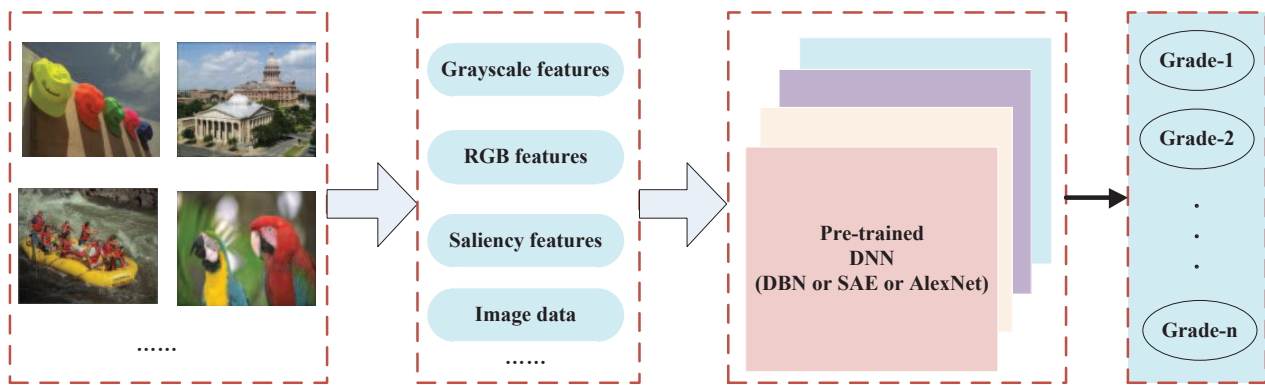 ……
Grayscale features
RGB features
Saliency features
Image data
……
Pre-trained
DNN
(DBN or SAE or AlexNet)
Grade-1
Grade-2
.
.
.
Grade-n